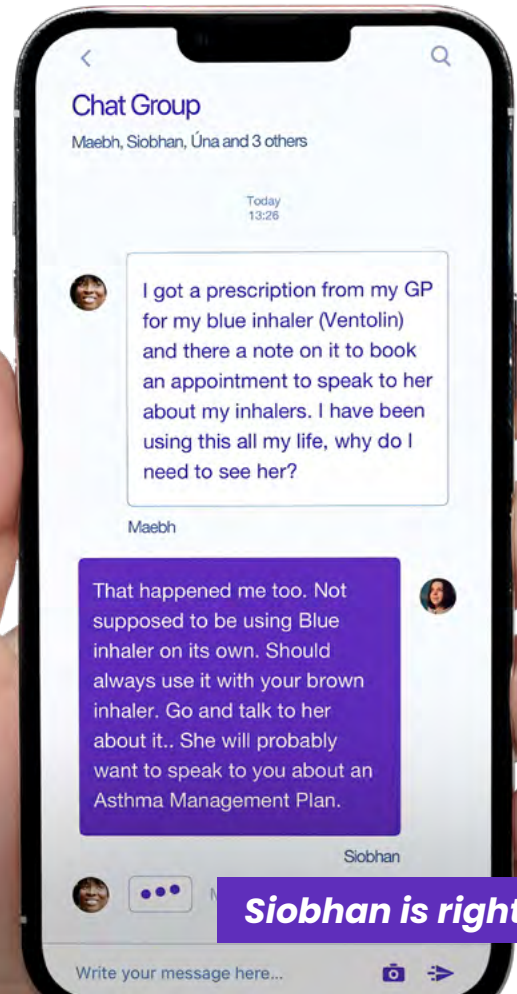 Chat Group
Maebh, Siobhan, Úna and 3 others
Today
13:26
I got a prescription from my GP
for my blue inhaler (Ventolin)
and there a note on it to book
an appointment to speak to her
about my inhalers. I have been
using this all my life, why do I
need to see her?
Maebh
That happened me too. Not
supposed to be using Blue
inhaler on its own. Should
always use it with your brown
inhaler. Go and talk to her
about it.. She will probably
want to speak to you about an
Asthma Management Plan.
Siobhan
Siobhan is right
Write your message here...